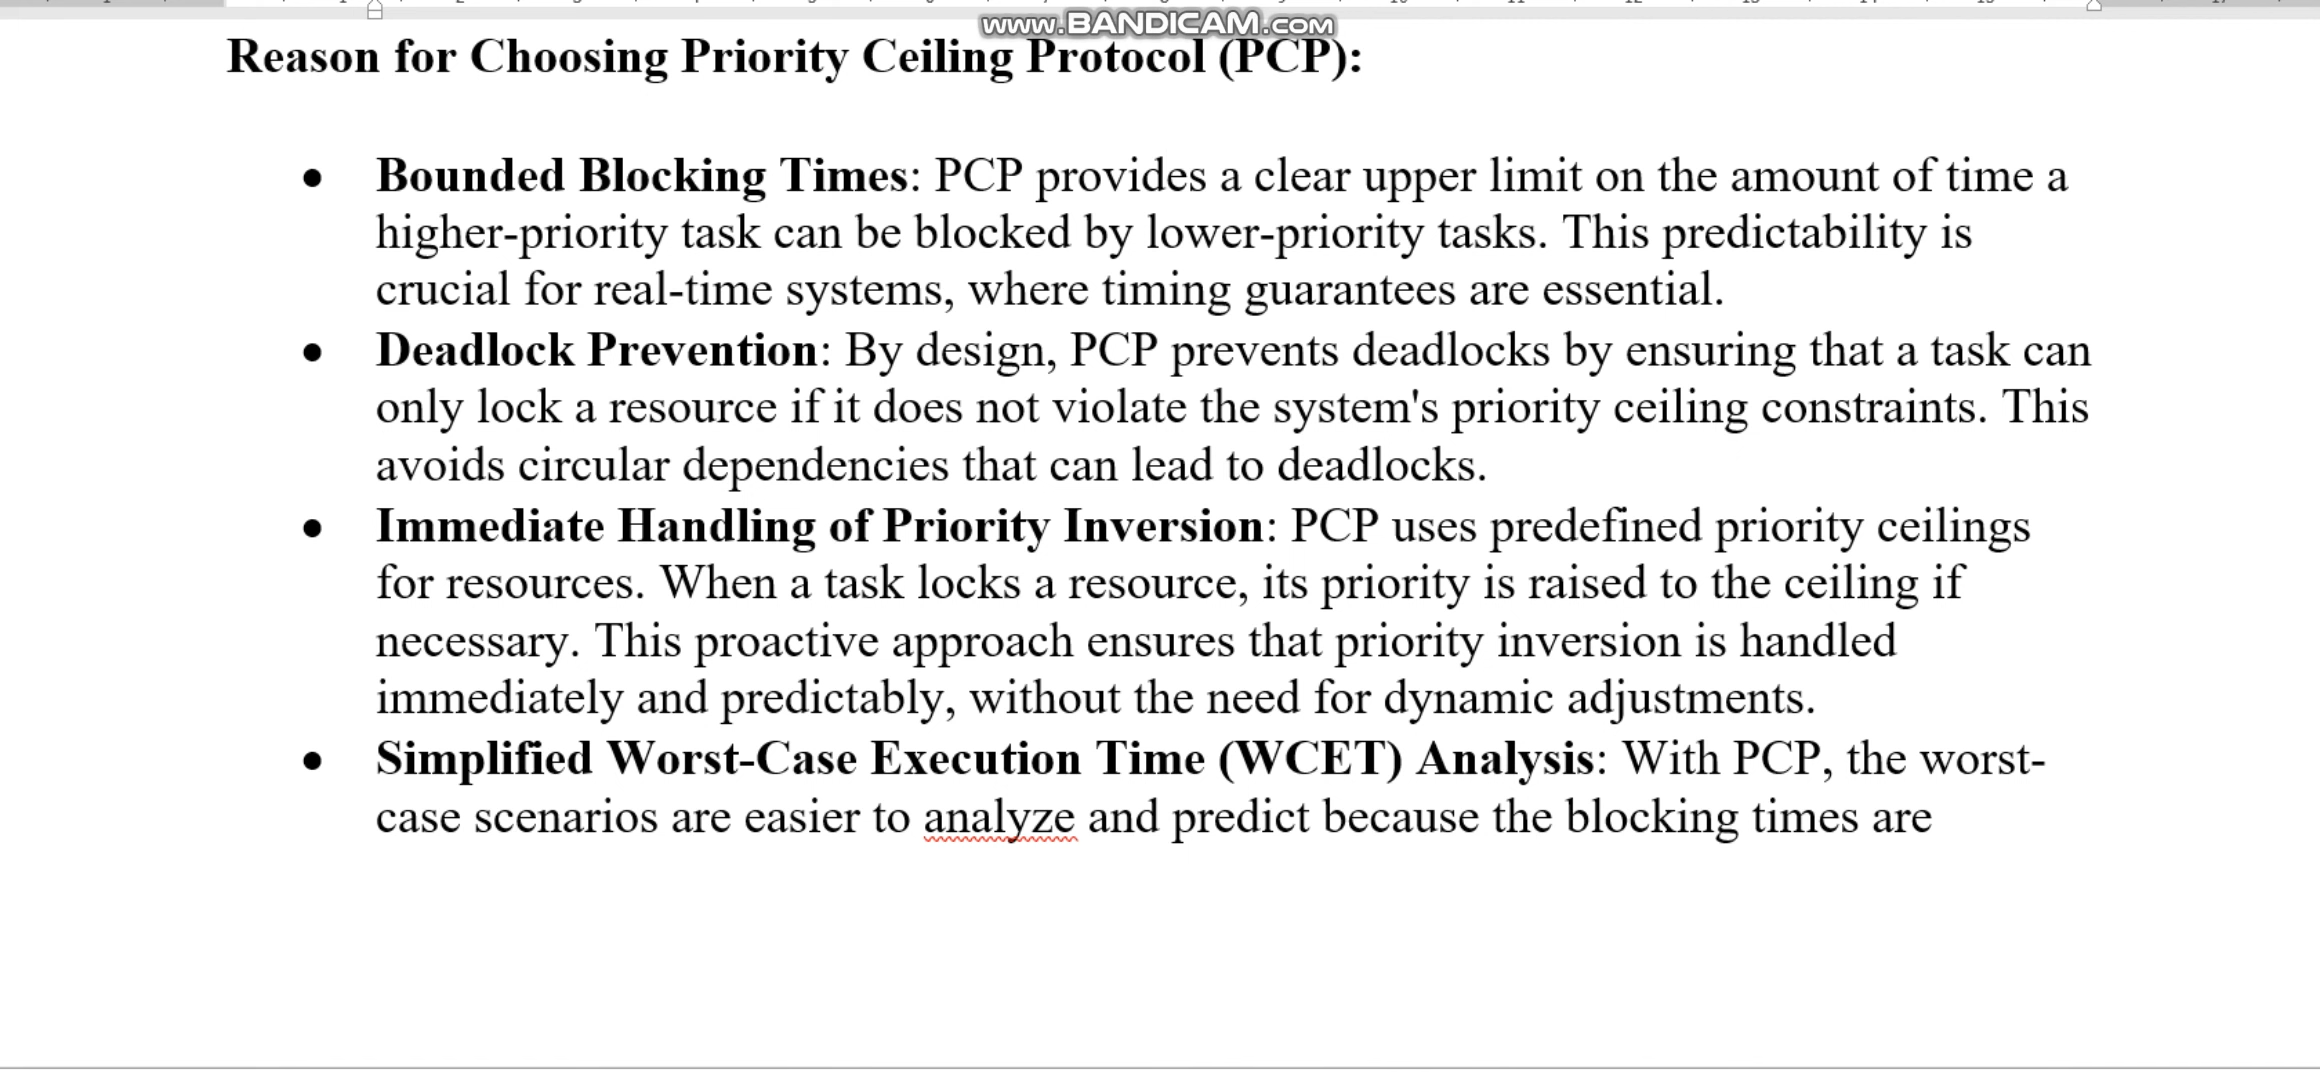 www.BANDICAM.com
Reason for Choosing Priority Ceiling Protocol (PCP):
● Bounded Blocking Times: PCP provides a clear upper limit on the amount of time a
higher-priority task can be blocked by lower-priority tasks. This predictability is
crucial for real-time systems, where timing guarantees are essential.
● Deadlock Prevention: By design, PCP prevents deadlocks by ensuring that a task can
only lock a resource if it does not violate the system's priority ceiling constraints. This
avoids circular dependencies that can lead to deadlocks.
● Immediate Handling of Priority Inversion: PCP uses predefined priority ceilings
for resources. When a task locks a resource, its priority is raised to the ceiling if
necessary. This proactive approach ensures that priority inversion is handled
immediately and predictably, without the need for dynamic adjustments.
● Simplified Worst-Case Execution Time (WCET) Analysis: With PCP, the worst-
case scenarios are easier to analyze and predict because the blocking times are